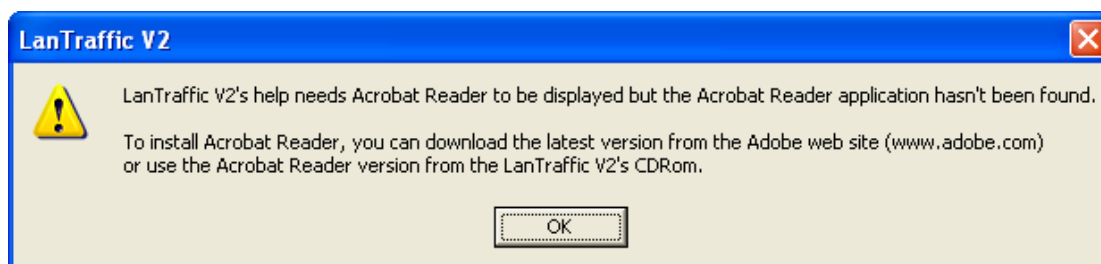 LanTraffic V2
LanTraffic V2's help needs Acrobat Reader to be displayed but the Acrobat Reader application hasn't been found.
To install Acrobat Reader, you can download the latest version from the Adobe web site (www.adobe.com)
or use the Acrobat Reader version from the LanTraffic V2's CDRom.
OK